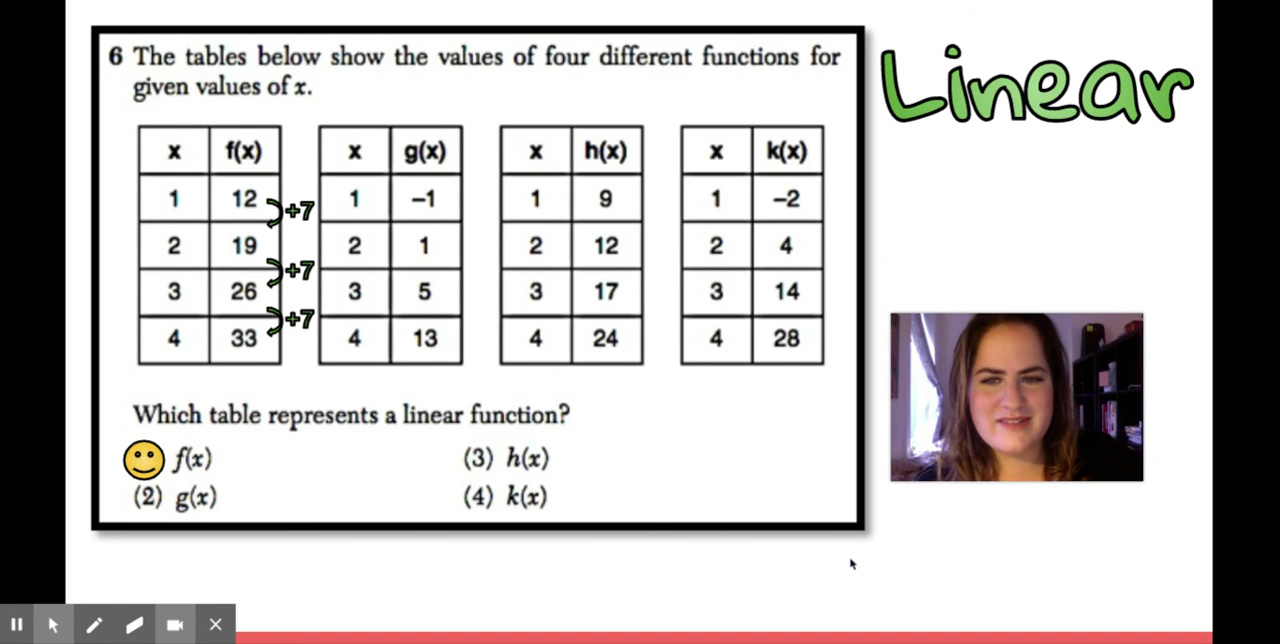 6 The tables below show the values of four different functions for
given values of x.
Linear
x f(x) x g(x) x h(x) x k(x)
1 12 1 –1 1 9 1 –2
+7
2 19 2 1 2 12 2 4
+7
3 26 3 5 3 17 3 14
+7
4 33 4 13 4 24 4 28
Which table represents a linear function?
f(x) (3) h(x)
(2) g(x) (4) k(x)